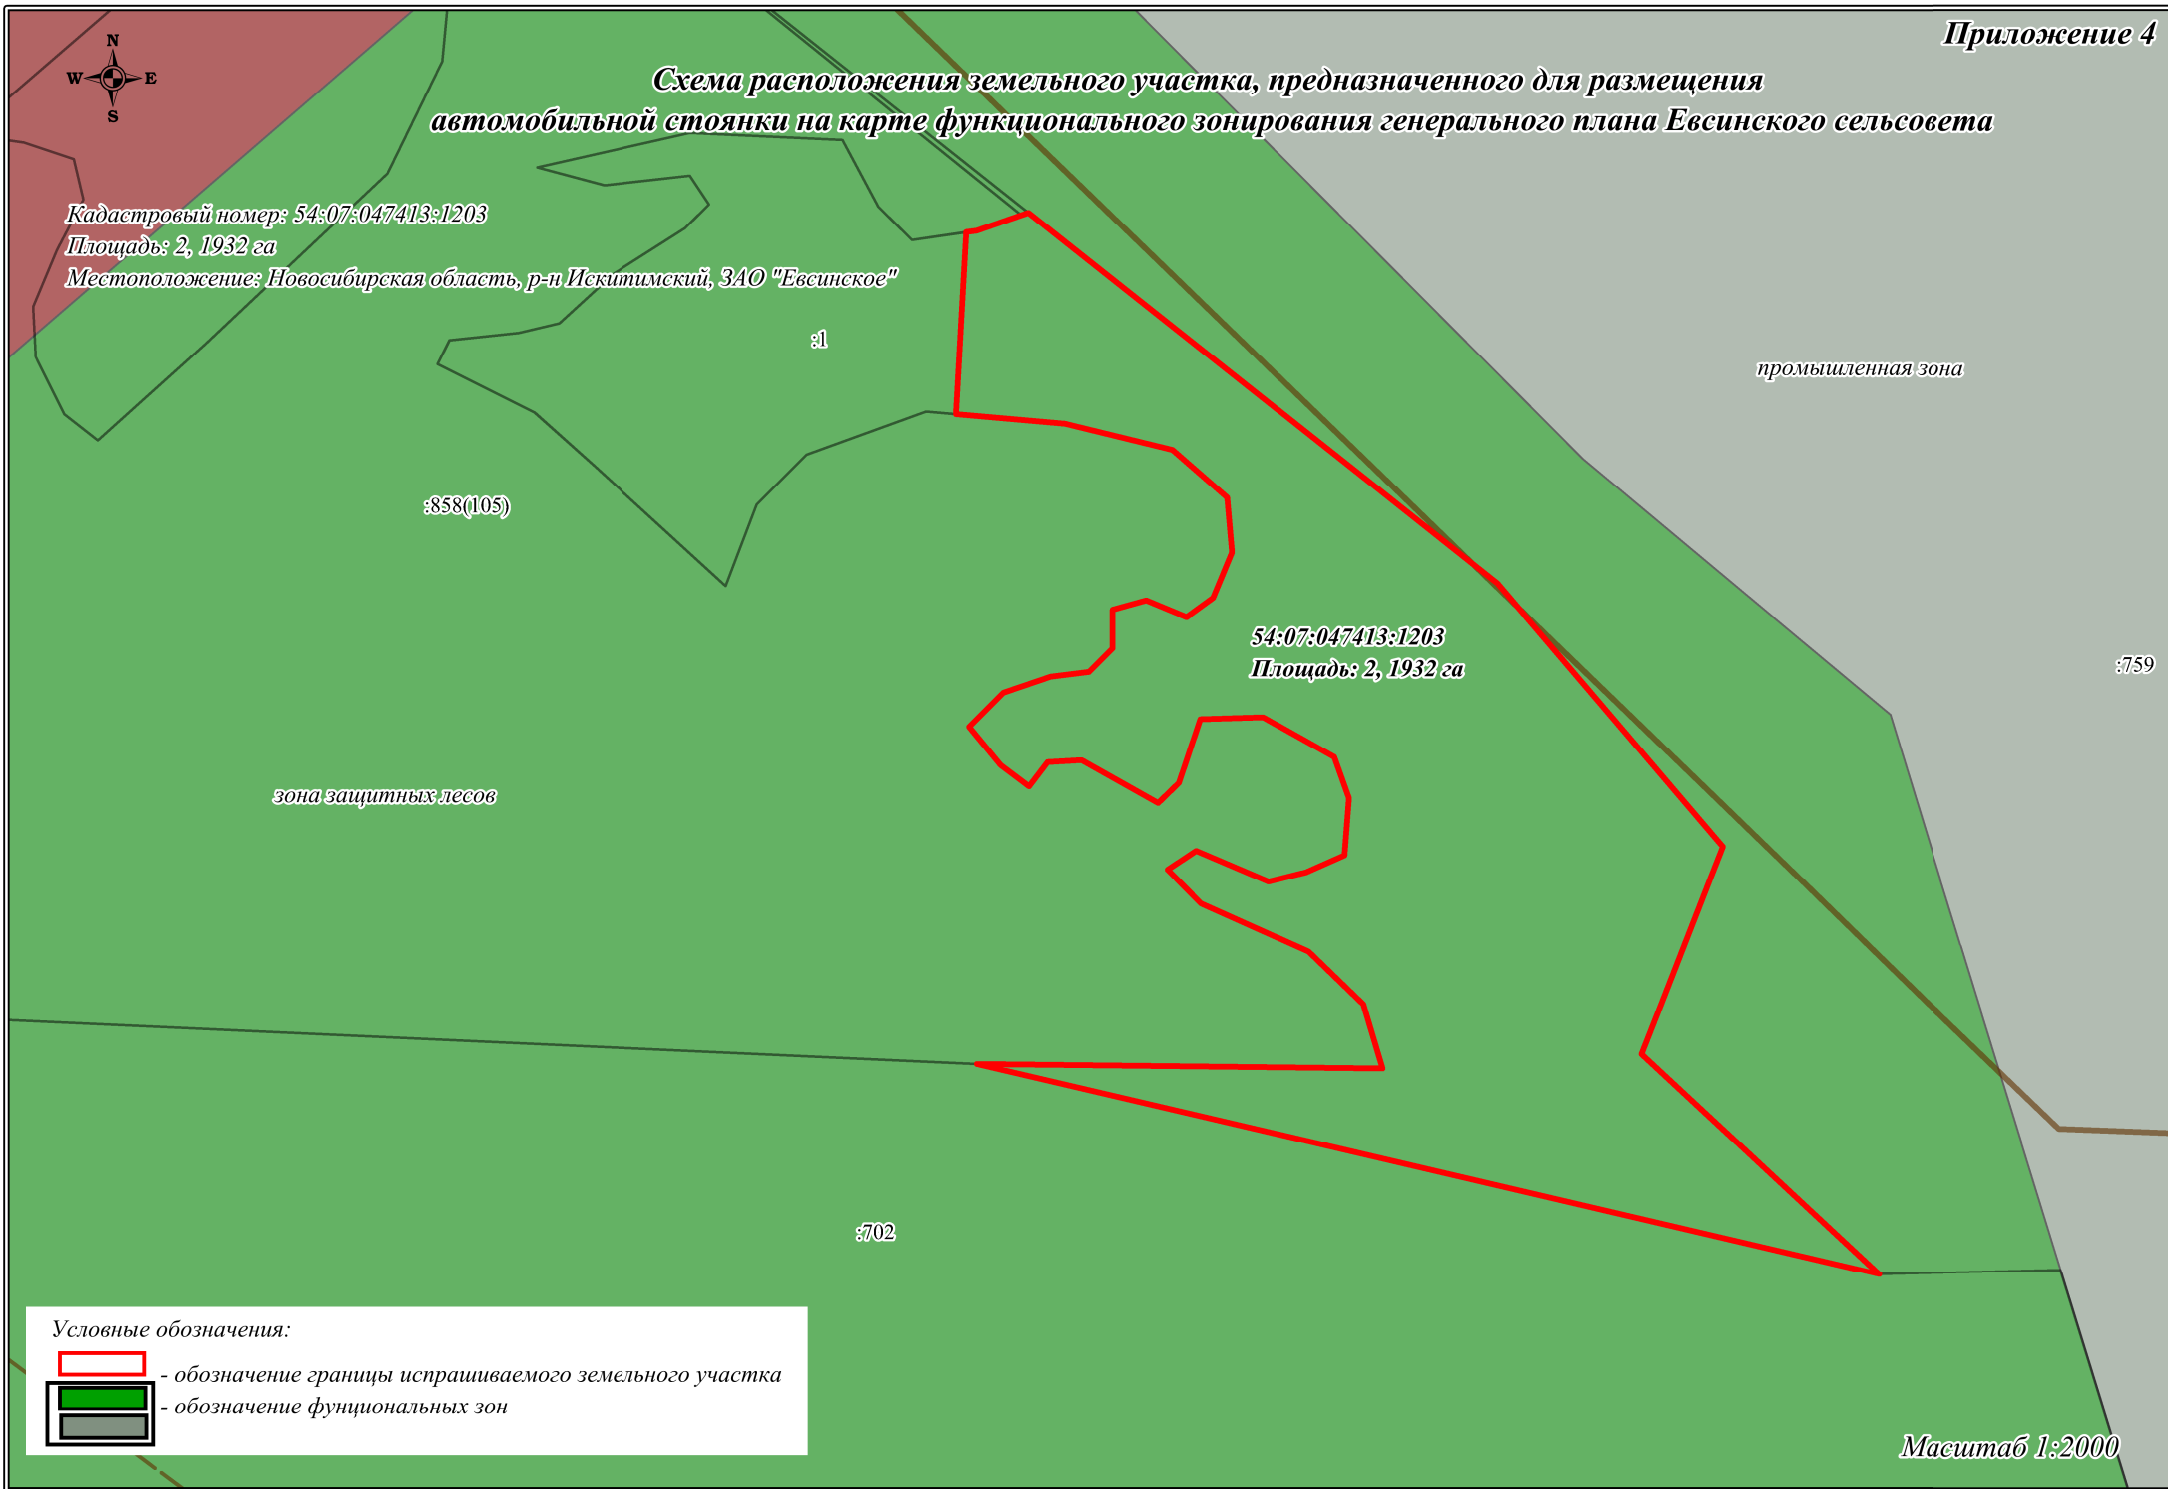 Приложение 4
N
W E
S
Схема расположения земельного участка, предназначенного для размещения
автомобильной стоянки на карте функционального зонирования генерального плана Евсинского сельсовета
Кадастровый номер: 54:07:047413:1203
Площадь: 2, 1932 га
Местоположение: Новосибирская область, р-н Искитимский, ЗАО "Евсинское"
:1
промышленная зона
:858(105)
54:07:047413:1203
Площадь: 2, 1932 га
:759
зона защитных лесов
:702
Условные обозначения:
- обозначение границы испрашиваемого земельного участка
- обозначение фунциональных зон
Масштаб 1:2000